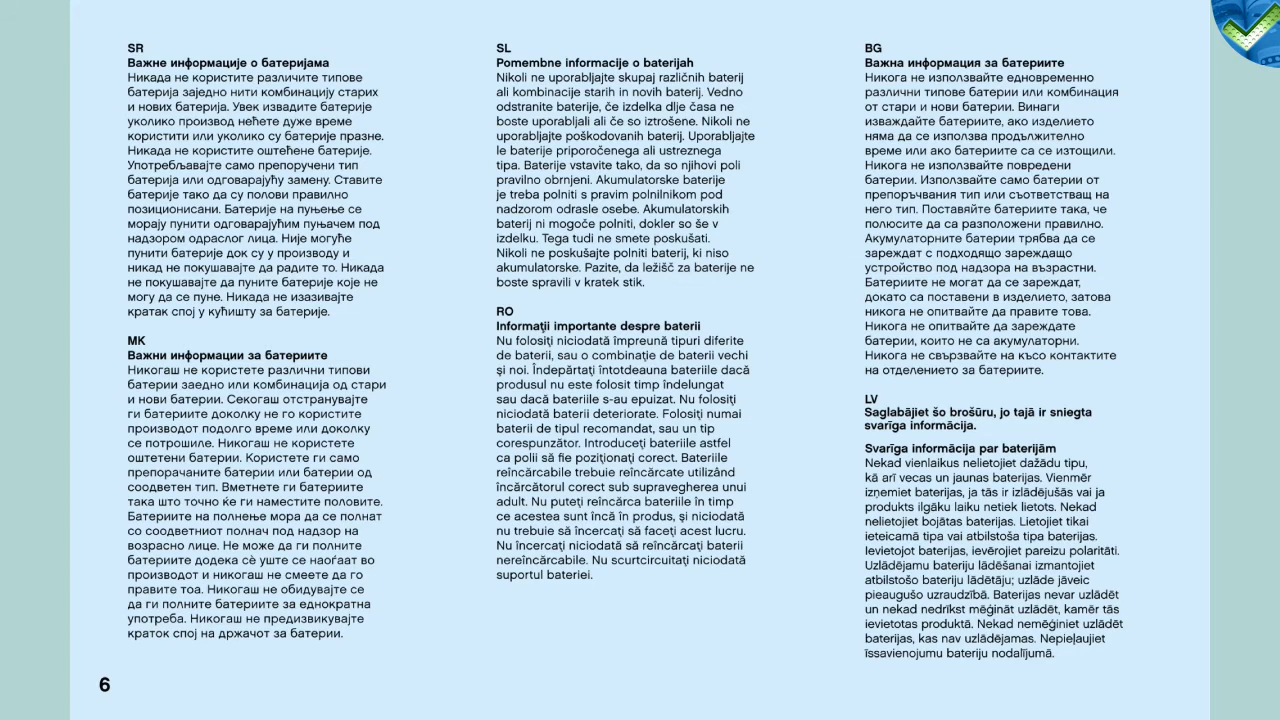 SR
Важне информације о батеријама
Никада не користите различите типове
батерија заједно нити комбинацију старих
и нових батерија. Увек извадите батерије
уколико производ нећете дуже време
користити или уколико су батерије празне.
Никада не користите оштећене батерије.
Употребљавајте само препоручени тип
батерија или одговарајућу замену. Ставите
батерије тако да су полови правилно
позиционисани. Батерије на пуњење се
морају пунити одговарајућим пуњачем под
надзором одраслог лица. Није могуће
пунити батерије док су у производу и
никад не покушавајте да радите то. Никада
не покушавајте да пуните батерије које не
могу да се пуне. Никада не изазивајте
кратак спој у кућишту за батерије.
MK
Важни информации за батериите
Никогаш не користете различни типови
батерии заедно или комбинација од стари
и нови батерии. Секогаш отстранувајте
ги батериите доколку не го користите
производот подолго време или доколку
се потрошиле. Никогаш не користете
оштетени батерии. Користете ги само
препорачаните батерии или батерии од
соодветен тип. Вметнете ги батериите
така што точно ќе ги наместите половите.
Батериите на полнење мора да се полнат
со соодветниот полнач под надзор на
возрасно лице. Не може да ги полните
батериите додека сѐ уште се наоѓаат во
производот и никогаш не смеете да го
правите тоа. Никогаш не обидувајте се
да ги полните батериите за еднократна
употреба. Никогаш не предизвикувајте
краток спој на држачот за батерии.
SL
Pomembne informacije o baterijah
Nikoli ne uporabljajte skupaj različnih baterij
ali kombinacije starih in novih baterij. Vedno
odstranite baterije, če izdelka dlje časa ne
boste uporabljali ali če so iztrošene. Nikoli ne
uporabljajte poškodovanih baterij. Uporabljajte
le baterije priporočenega ali ustreznega
tipa. Baterije vstavite tako, da so njihovi poli
pravilno obrnjeni. Akumulatorske baterije
je treba polniti s pravim polnilnikom pod
nadzorom odrasle osebe. Akumulatorskih
baterij ni mogoče polniti, dokler so še v
izdelku. Tega tudi ne smete poskušati.
Nikoli ne poskušajte polniti baterij, ki niso
akumulatorske. Pazite, da ležišč za baterije ne
boste spravili v kratek stik.
RO
Informaţii importante despre baterii
Nu folosiţi niciodată împreună tipuri diferite
de baterii, sau o combinaţie de baterii vechi
şi noi. Îndepărtaţi întotdeauna bateriile dacă
produsul nu este folosit timp îndelungat
sau dacă bateriile s-au epuizat. Nu folosiţi
niciodată baterii deteriorate. Folosiţi numai
baterii de tipul recomandat, sau un tip
corespunzător. Introduceţi bateriile astfel
ca polii să fie poziţionaţi corect. Bateriile
reîncărcabile trebuie reîncărcate utilizând
încărcătorul corect sub supravegherea unui
adult. Nu puteţi reîncărca bateriile în timp
ce acestea sunt încă în produs, şi niciodată
nu trebuie să încercaţi să faceţi acest lucru.
Nu încercaţi niciodată să reîncărcaţi baterii
nereîncărcabile. Nu scurtcircuitaţi niciodată
suportul bateriei.
BG
Важна информация за батериите
Никога не използвайте едновременно
различни типове батерии или комбинация
от стари и нови батерии. Винаги
изваждайте батериите, ако изделието
няма да се използва продължително
време или ако батериите са се изтощили.
Никога не използвайте повредени
батерии. Използвайте само батерии от
препоръчвания тип или съответстващ на
него тип. Поставяйте батериите така, че
полюсите да са разположени правилно.
Акумулаторните батерии трябва да се
зареждат с подходящо зареждащо
устройство под надзора на възрастни.
Батериите не могат да се зареждат,
докато са поставени в изделието, затова
никога не опитвайте да правите това.
Никога не опитвайте да зареждате
батерии, които не са акумулаторни.
Никога не свързвайте на късо контактите
на отделението за батериите.
LV
Saglabājiet šo brošūru, jo tajā ir sniegta
svarīga informācija.
Svarīga informācija par baterijām
Nekad vienlaikus nelietojiet dažādu tipu,
kā arī vecas un jaunas baterijas. Vienmēr
izņemiet baterijas, ja tās ir izlādējušās vai ja
produkts ilgāku laiku netiek lietots. Nekad
nelietojiet bojātas baterijas. Lietojiet tikai
ieteicamā tipa vai atbilstoša tipa baterijas.
Ievietojot baterijas, ievērojiet pareizu polaritāti.
Uzlādējamu bateriju lādēšanai izmantojiet
atbilstošo bateriju lādētāju; uzlāde jāveic
pieaugušo uzraudzībā. Baterijas nevar uzlādēt
un nekad nedrīkst mēģināt uzlādēt, kamēr tās
ievietotas produktā. Nekad nemēģiniet uzlādēt
baterijas, kas nav uzlādējamas. Nepieļaujiet
īssavienojumu bateriju nodalījumā.
6